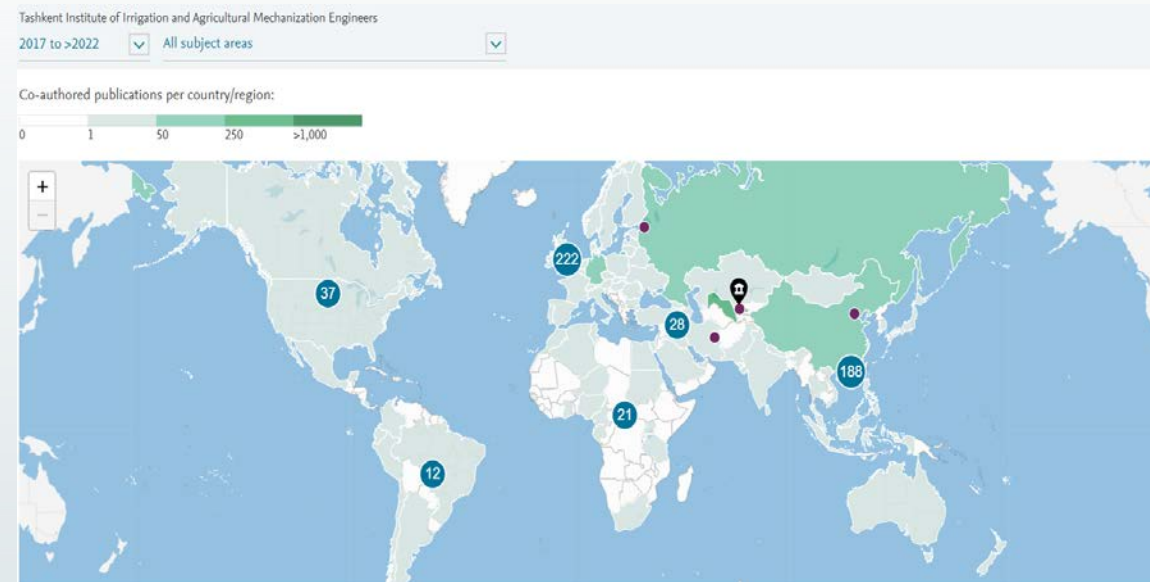 Tashkent Institute of Irrigation and Agricultural Mechanization Engineers
2017 to >2022 All subject areas
Co-authored publications per country/region:
0 1 50 250 >1,000
+
−
222
37
28
188
21
12